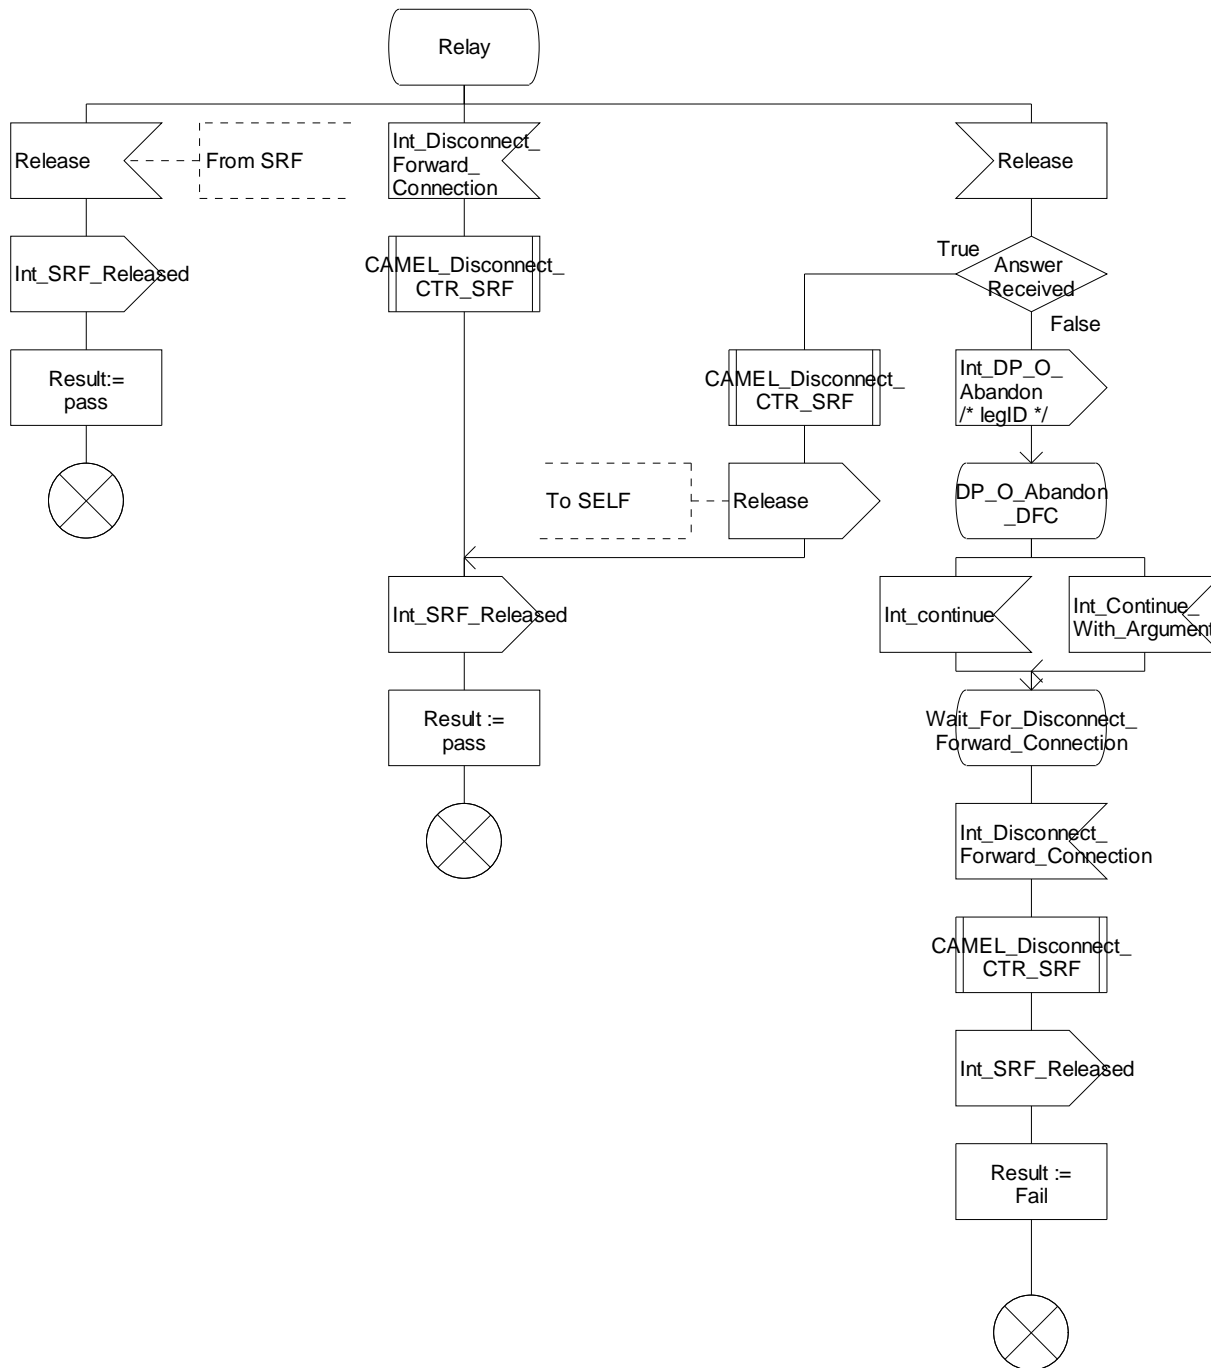 Relay
Release
From SRF
Int_Disconnect_
Forward_
Connection
Release
Int_SRF_Released
CAMEL_Disconnect_
CTR_SRF
True
Answer
Received
False
Result:=
pass
CAMEL_Disconnect_
CTR_SRF
Int_DP_O_
Abandon
/* legID */
To SELF
Release
DP_O_Abandon
_DFC
Int_SRF_Released
Int_continue
Int_Continue_
With_Argument
Result :=
pass
Wait_For_Disconnect_
Forward_Connection
Int_Disconnect_
Forward_Connection
CAMEL_Disconnect_
CTR_SRF
Int_SRF_Released
Result :=
Fail